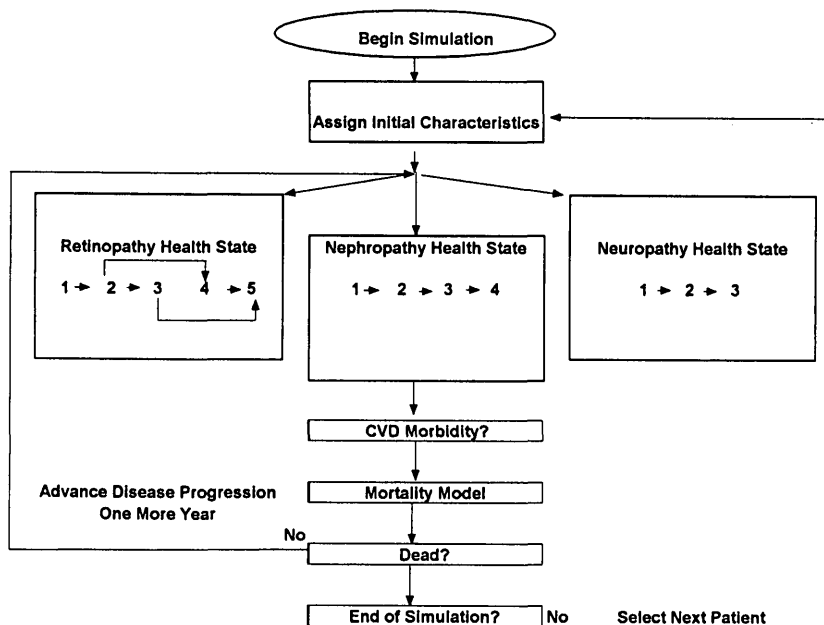 Begin Simulation
Assign Initial Characteristics
Retinopathy Health State
1 2 3 4 5
Nephropathy Health State
1 2 3 4
Neuropathy Health State
1 2 3
CVD Morbidity?
Advance Disease Progression
One More Year
Mortality Model
No
Dead?
End of Simulation?
No
Select Next Patient